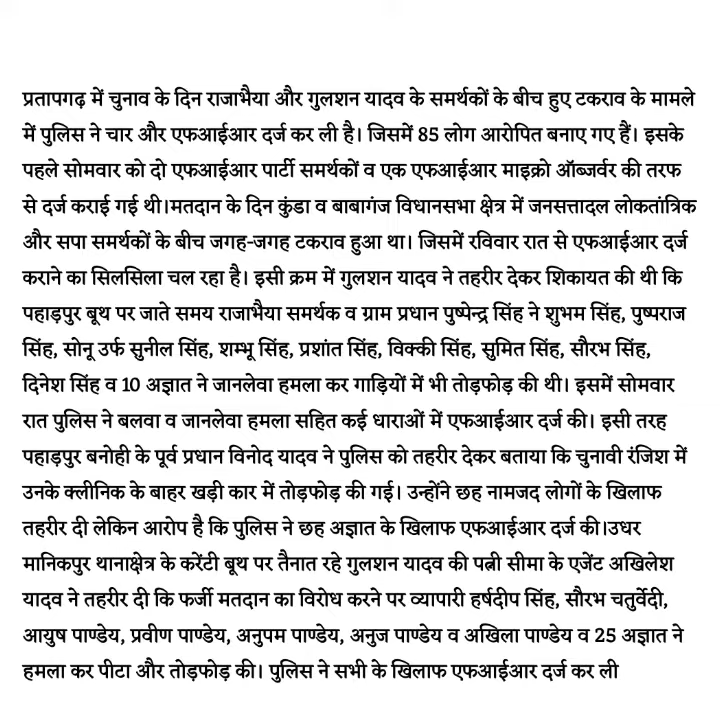 प्रतापगढ़ में चुनाव के दिन राजाभैया और गुलशन यादव के समर्थकों के बीच हुए टकराव के मामले
में पुलिस ने चार और एफआईआर दर्ज कर ली है। जिसमें 85 लोग आरोपित बनाए गए हैं। इसके
पहले सोमवार को दो एफआईआर पार्टी समर्थकों व एक एफआईआर माइक्रो ऑब्जर्वर की तरफ
से दर्ज कराई गई थी।मतदान के दिन कुंडा व बाबागंज विधानसभा क्षेत्र में जनसत्तादल लोकतांत्रिक
और सपा समर्थकों के बीच जगह-जगह टकराव हुआ था। जिसमें रविवार रात से एफआईआर दर्ज
कराने का सिलसिला चल रहा है। इसी क्रम में गुलशन यादव ने तहरीर देकर शिकायत की थी कि
पहाड़पुर बूथ पर जाते समय राजाभैया समर्थक व ग्राम प्रधान पुष्पेन्द्र सिंह ने शुभम सिंह, पुष्पराज
सिंह, सोनू उर्फ सुनील सिंह, शम्भू सिंह, प्रशांत सिंह, विक्की सिंह, सुमित सिंह, सौरभ सिंह,
दिनेश सिंह व 10 अज्ञात ने जानलेवा हमला कर गाड़ियों में भी तोड़फोड़ की थी। इसमें सोमवार
रात पुलिस ने बलवा व जानलेवा हमला सहित कई धाराओं में एफआईआर दर्ज की। इसी तरह
पहाड़पुर बनोही के पूर्व प्रधान विनोद यादव ने पुलिस को तहरीर देकर बताया कि चुनावी रंजिश में
उनके क्लीनिक के बाहर खड़ी कार में तोड़फोड़ की गई। उन्होंने छह नामजद लोगों के खिलाफ
तहरीर दी लेकिन आरोप है कि पुलिस ने छह अज्ञात के खिलाफ एफआईआर दर्ज की।उधर
मानिकपुर थानाक्षेत्र के करेंटी बूथ पर तैनात रहे गुलशन यादव की पत्नी सीमा के एजेंट अखिलेश
यादव ने तहरीर दी कि फर्जी मतदान का विरोध करने पर व्यापारी हर्षदीप सिंह, सौरभ चतुर्वेदी,
आयुष पाण्डेय, प्रवीण पाण्डेय, अनुपम पाण्डेय, अनुज पाण्डेय व अखिला पाण्डेय व 25 अज्ञात ने
हमला कर पीटा और तोड़फोड़ की। पुलिस ने सभी के खिलाफ एफआईआर दर्ज कर ली